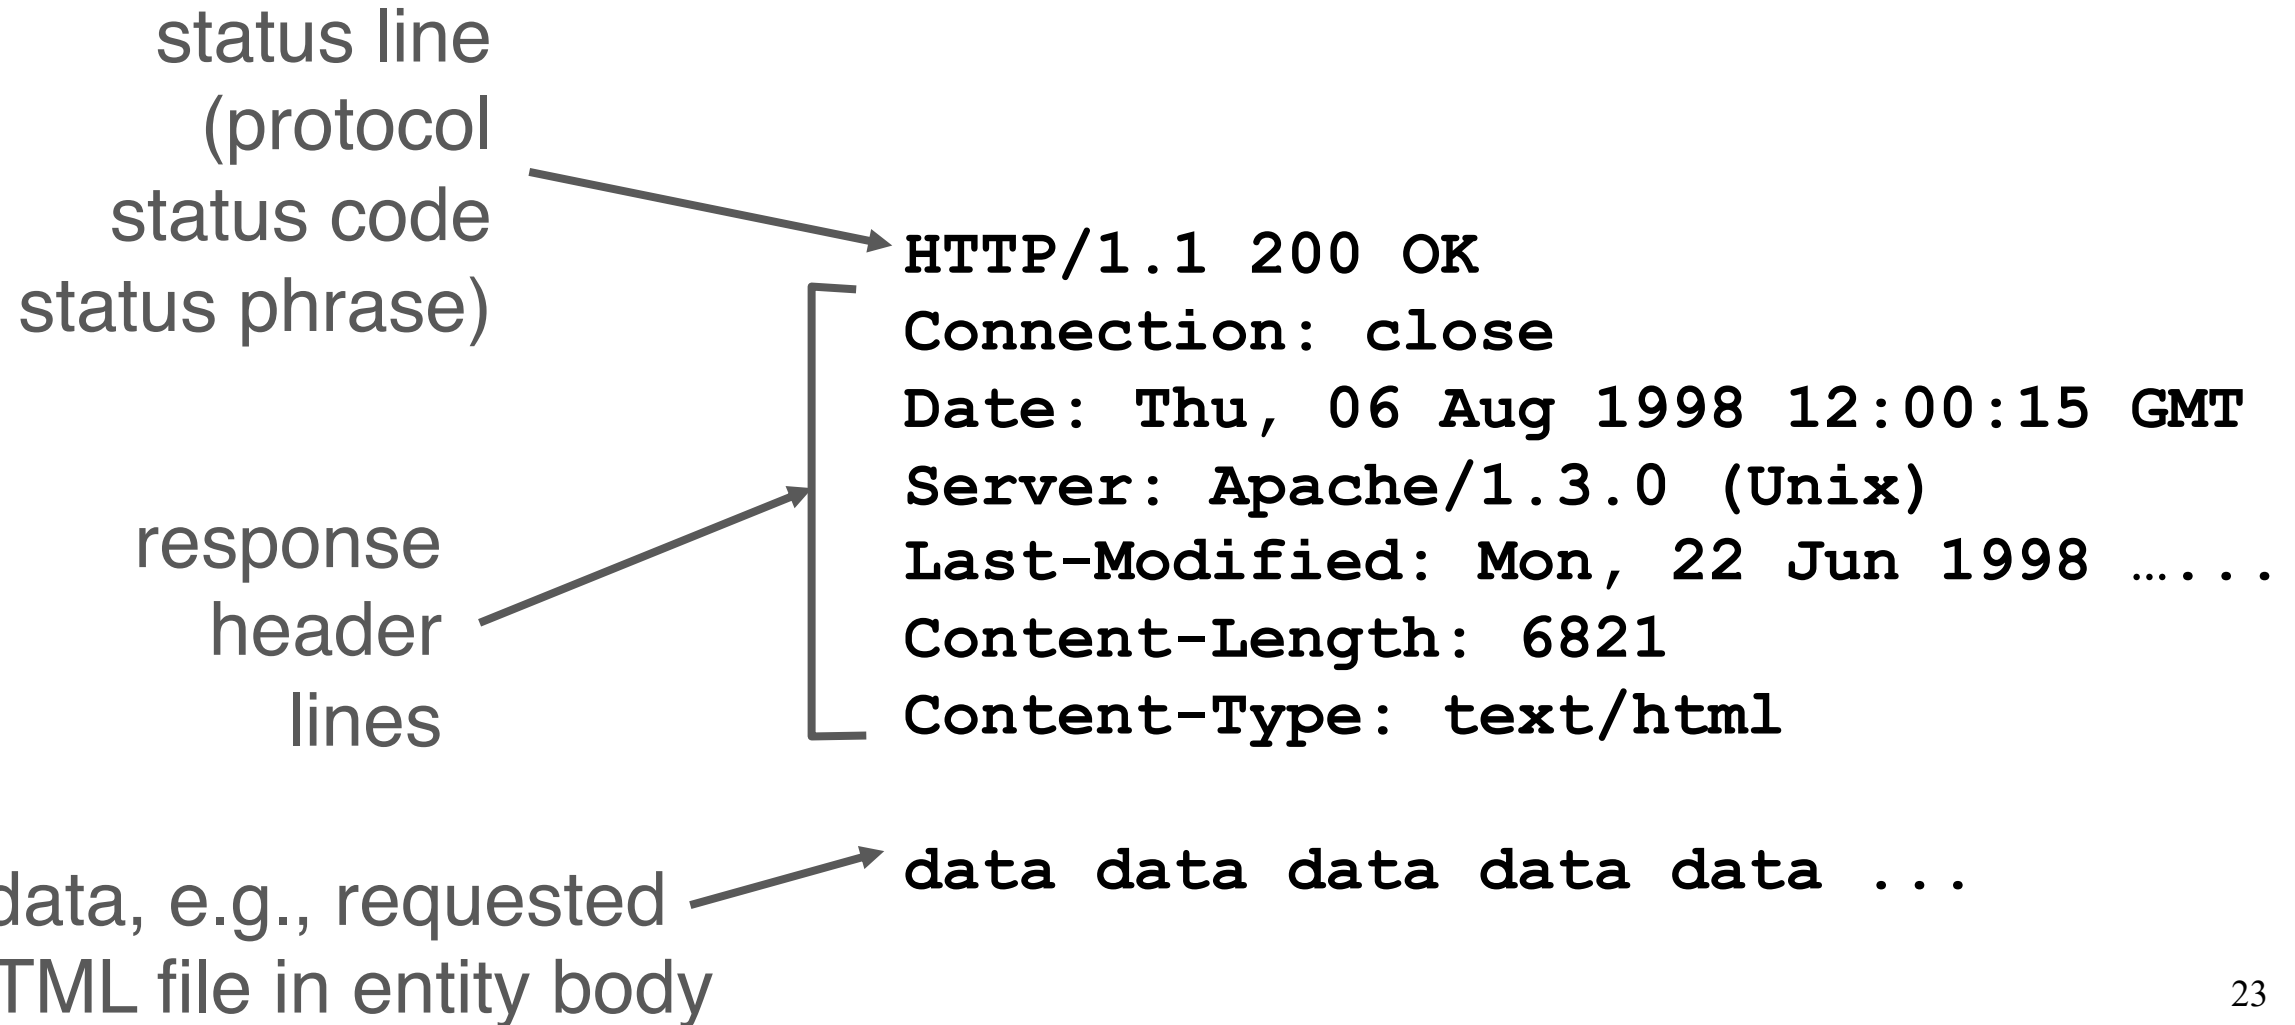 status line
(protocol
status code
status phrase)
HTTP/1.1 200 OK
Connection: close
Date: Thu, 06 Aug 1998 12:00:15 GMT
Server: Apache/1.3.0 (Unix)
Last-Modified: Mon, 22 Jun 1998 …...
Content-Length: 6821
Content-Type: text/html
response
header
lines
data data data data data ...
data, e.g., requested
TML file in entity body
23